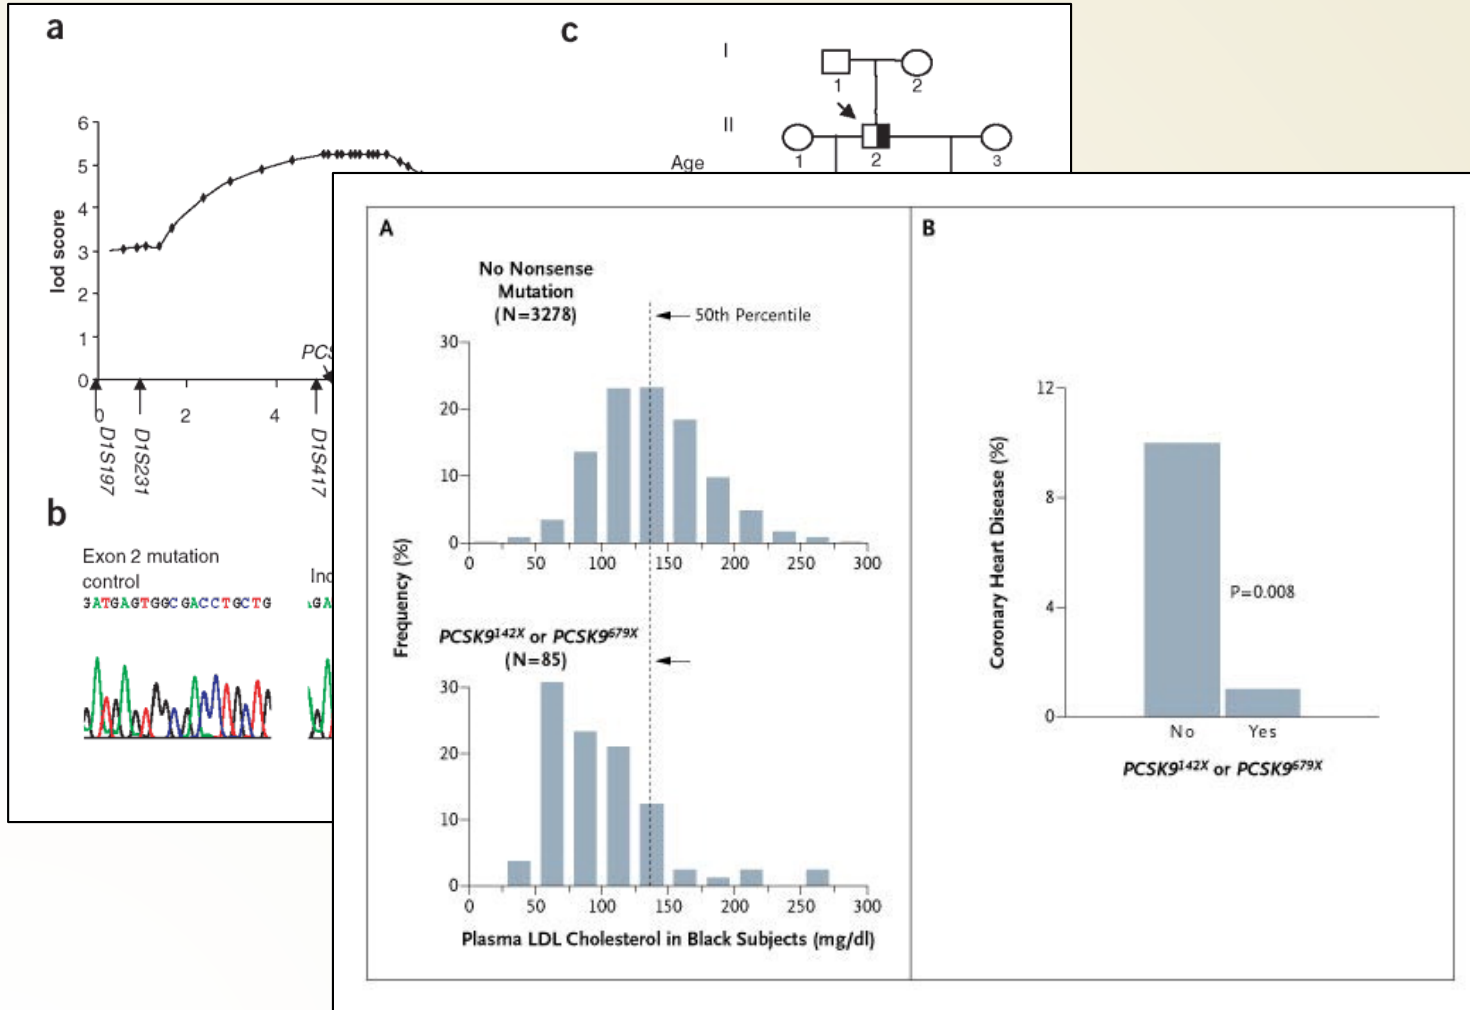 a
lod score
6
5
4
3
2
1
0
0
2
4
D1S197
D1S231
D1S417
b
Exon 2 mutation
control
GATGAGTGGCGACCTGCTG
GA
c
I
1
2
II
1
2
3
Age
A
No Nonsense
Mutation
(N=3278)
50th Percentile
30
20
10
0
0
50
100
150
200
250
300
Frequency (%)
PCSK9142X or PCSK9679X
(N=85)
30
20
10
0
0
50
100
150
200
250
300
Plasma LDL Cholesterol in Black Subjects (mg/dl)
B
Coronary Heart Disease (%)
12
8
4
0
P=0.008
No
Yes
PCSK9142X or PCSK9679X